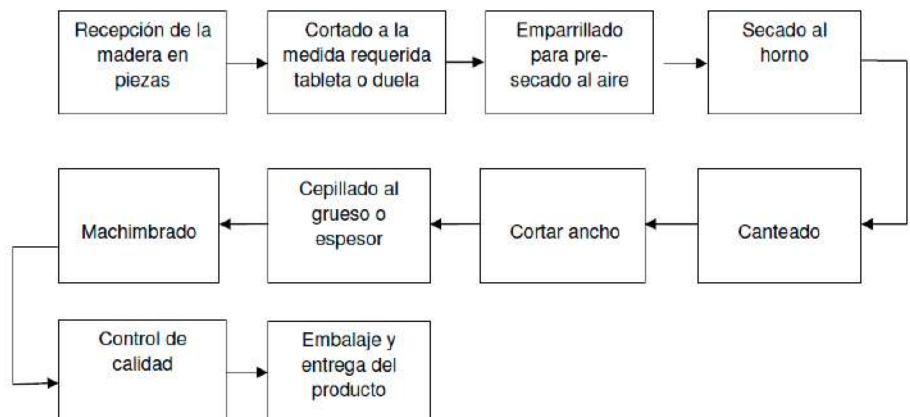 Recepción de la
madera en
piezas
Cortado a la
medida requerida
tableta o duela
Emparrillado
para pre-
secado al aire
Secado al
horno
Canteado
Cortar ancho
Cepillado al
grueso o
espesor
Machimbrado
Control de
calidad
Embalaje y
entrega del
producto